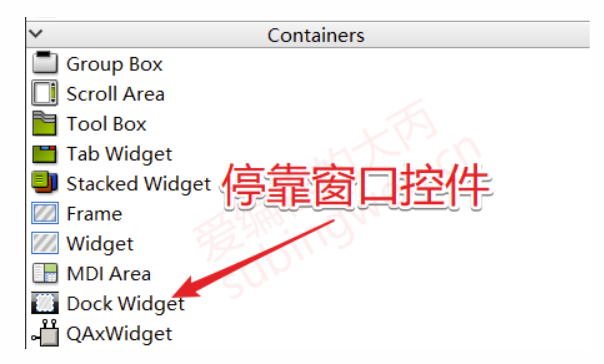 Containers
Group Box
Scroll Area
Tool Box
Tab Widget
Stacked Widget
停靠窗口控件
Frame
Widget
MDI Area
Dock Widget
QAxWidget
爱编程的大丙
subingwen.cn